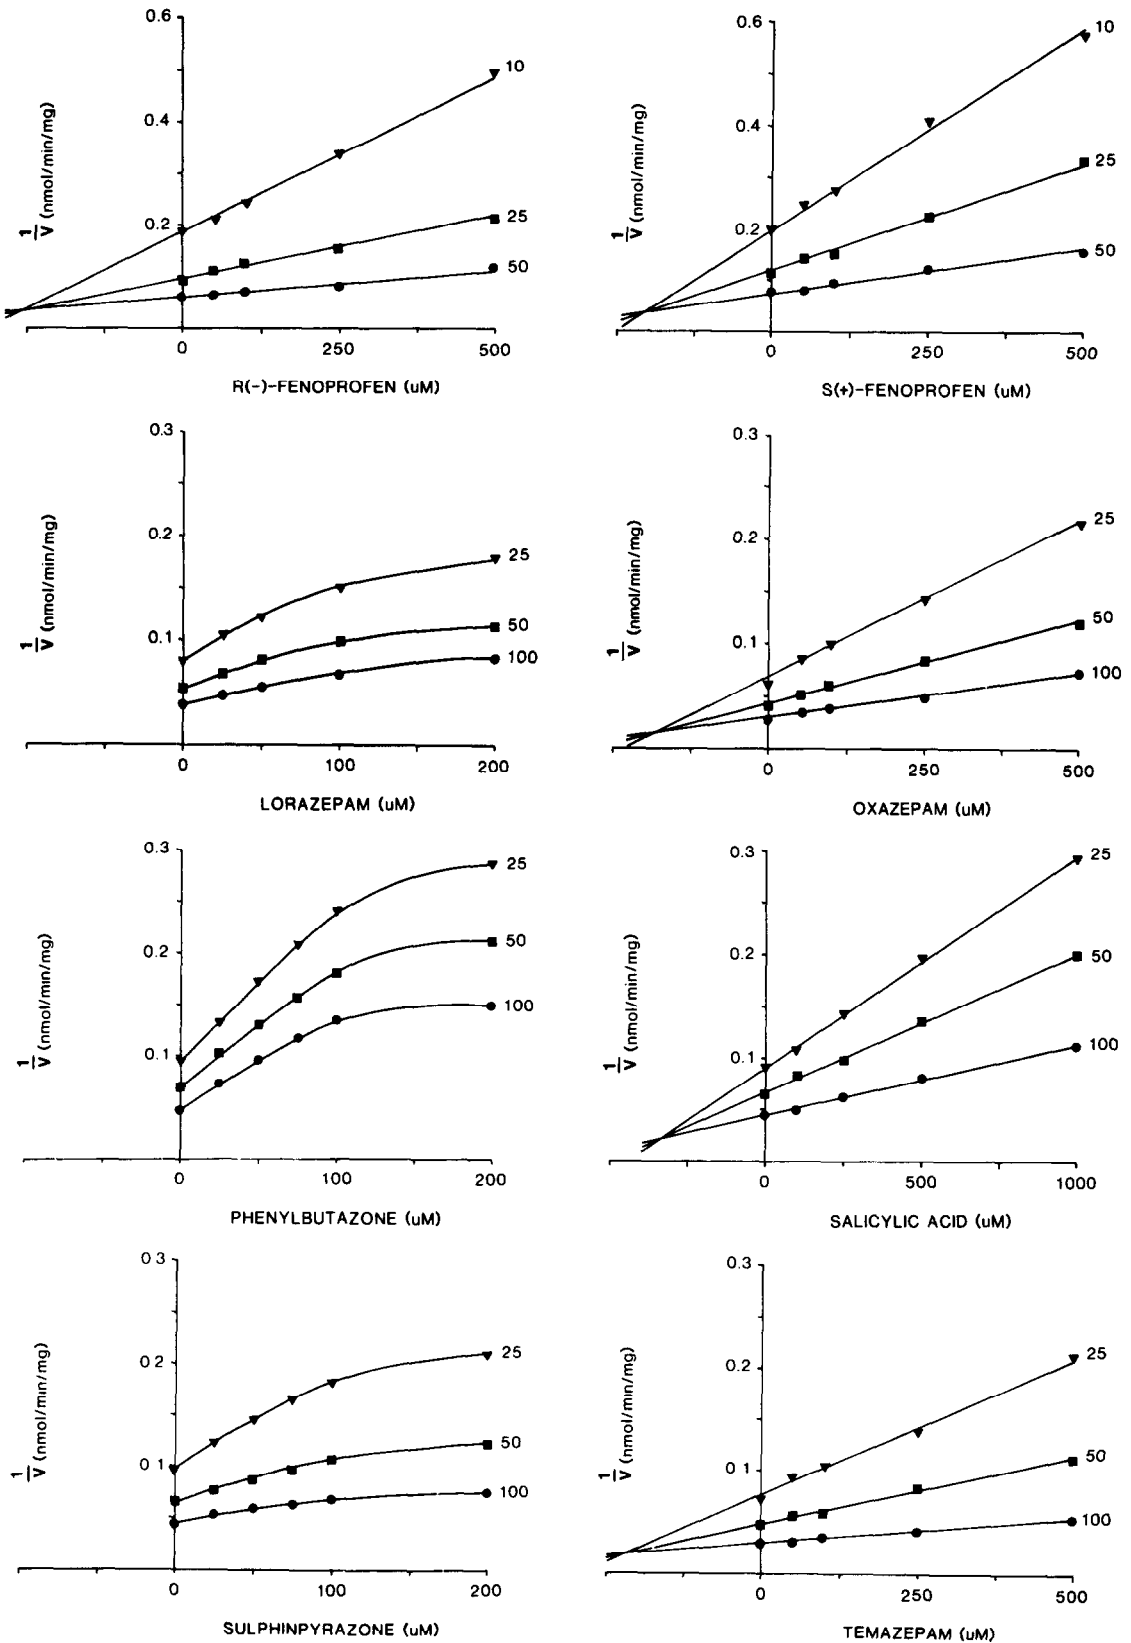 0.6
0.4
0.2
1/V (nmol/min/mg)
10
25
50
0 250 500
R(-)-FENOPROFEN (uM)
0.6
0.4
0.2
1/V (nmol/min/mg)
10
25
50
0 250 500
S(+)-FENOPROFEN (uM)
0.3
0.2
0.1
1/V (nmol/min/mg)
25
50
100
0 100 200
LORAZEPAM (uM)
0.3
0.2
0.1
1/V (nmol/min/mg)
25
50
100
0 250 500
OXAZEPAM (uM)
0.3
0.2
0.1
1/V (nmol/min/mg)
25
50
100
0 100 200
PHENYLBUTAZONE (uM)
0.3
0.2
0.1
1/V (nmol/min/mg)
25
50
100
0 500 1000
SALICYLIC ACID (uM)
0 3
0.2
0 1
1/V (nmol/min/mg)
25
50
100
0 100 200
SULPHINPYRAZONE (uM)
0.3
0.2
0.1
1/V (nmol/min/mg)
25
50
100
0 250 500
TEMAZEPAM (uM)